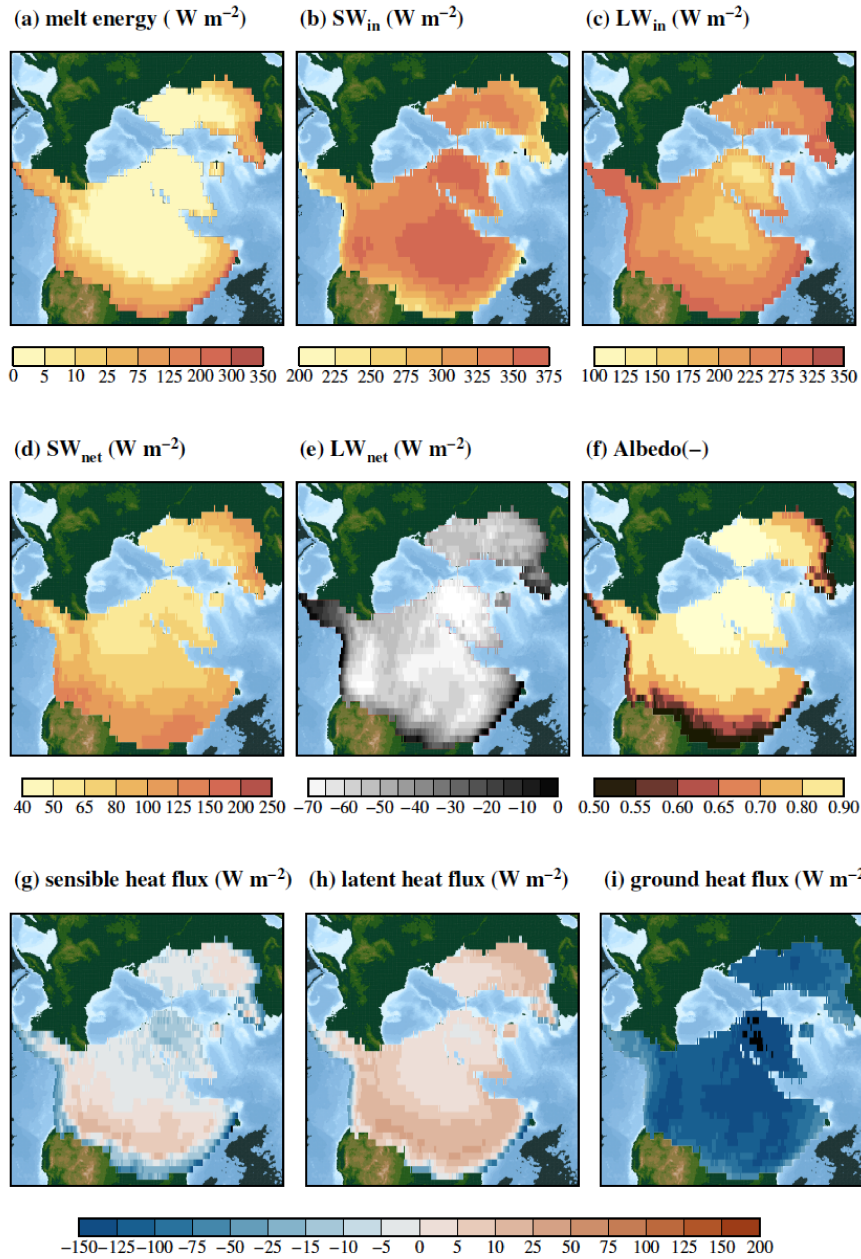 (a) melt energy ( W m⁻²) (b) SWin (W m⁻²) (c) LWin (W m⁻²)
0 5 10 25 75 125 200 300 350 200 225 250 275 300 325 350 375 100 125 150 175 200 225 275 325 350
(d) SWnet (W m⁻²) (e) LWnet (W m⁻²) (f) Albedo(−)
40 50 65 80 100 125 150 200 250 −70 −60 −50 −40 −30 −20 −10 0 0.50 0.55 0.60 0.65 0.70 0.80 0.90
(g) sensible heat flux (W m⁻²) (h) latent heat flux (W m⁻²) (i) ground heat flux (W m⁻²
−150 −125 −100 −75 −50 −25 −15 −10 −5 0 5 10 25 50 75 100 125 150 200